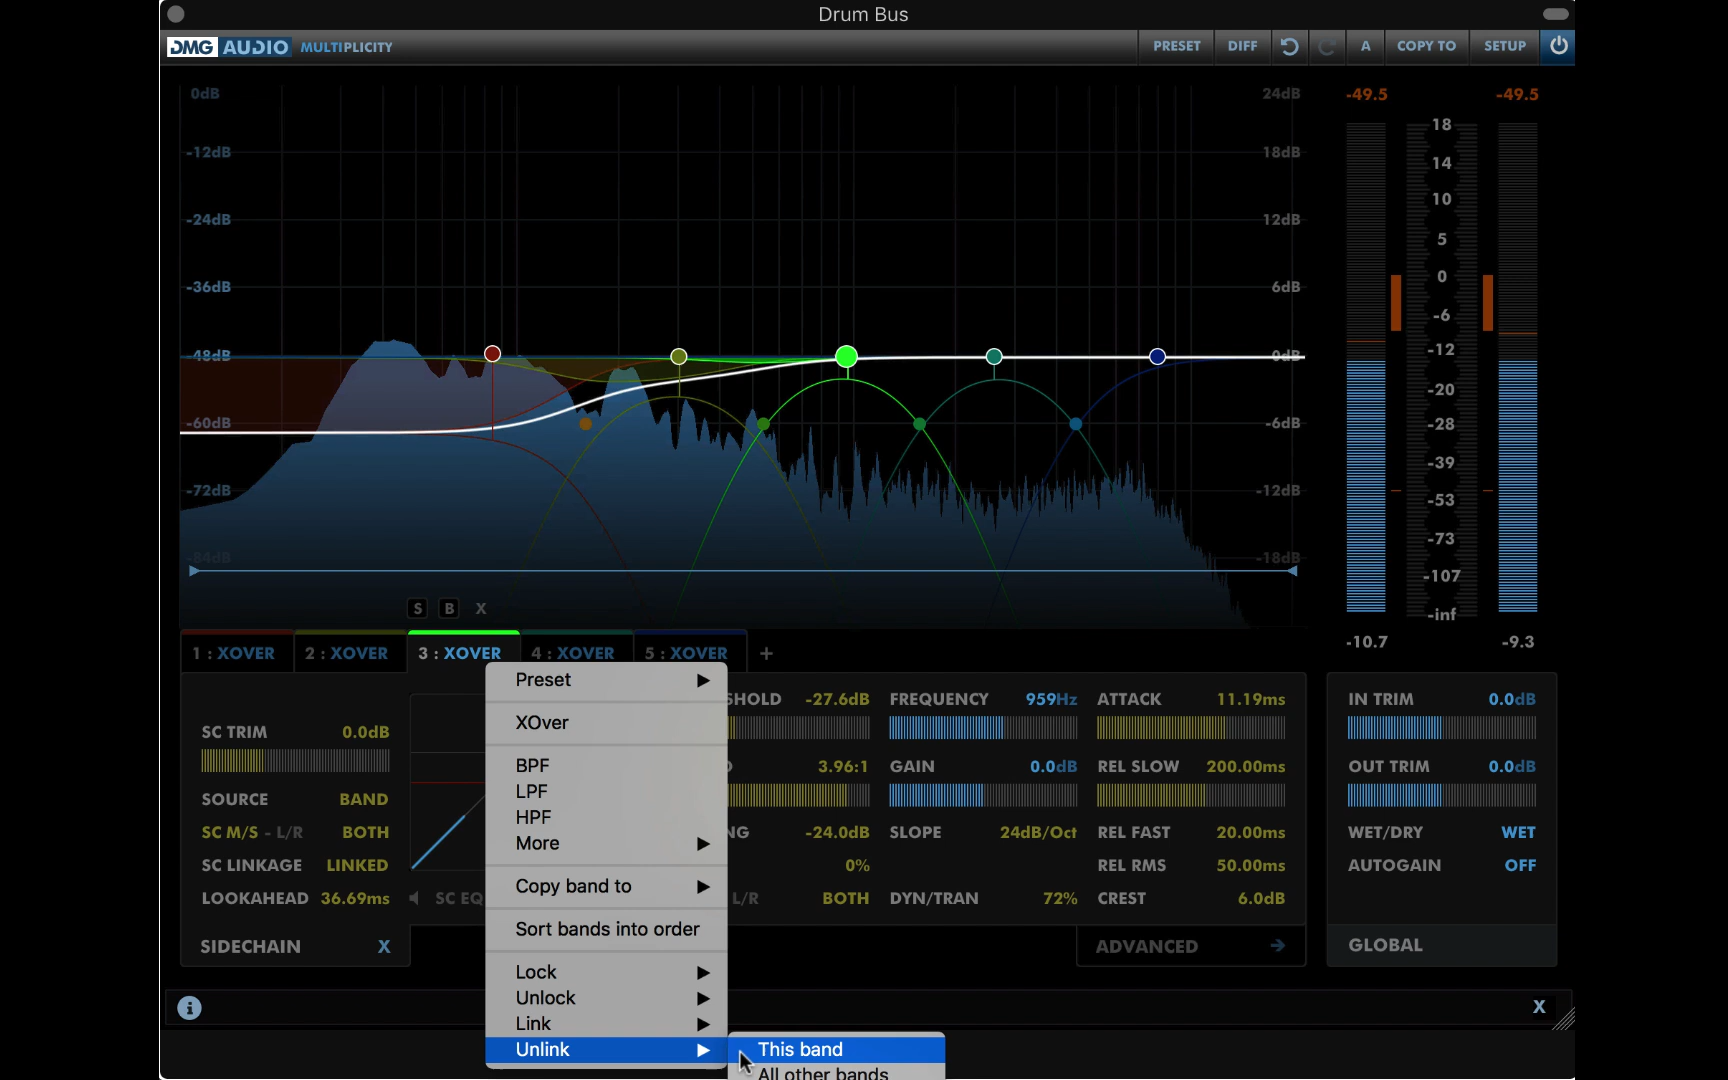 Drum Bus
DMG AUDIO MULTIPLICITY
PRESET DIFF A COPY TO SETUP
0dB 24dB -49.5 -49.5
18
-12dB 18dB 14
10
-24dB 12dB
5
0
-36dB 6dB
-6
-12
-48dB 0dB
-20
-60dB -6dB -28
-39
-72dB -12dB -53
-73
-84dB -18dB
-107
S B X -inf
-10.7 -9.3
1 : XOVER 2 : XOVER 3 : XOVER 4 : XOVER 5 : XOVER +
Preset
XOver
BPF
LPF
HPF
More
Copy band to
Sort bands into order
Lock
Unlock
Link
Unlink
This band
All other bands
SC TRIM 0.0dB
SOURCE BAND
SC M/S - L/R BOTH
SC LINKAGE LINKED
LOOKAHEAD 36.69ms
SC EQ
SIDECHAIN X
SHOLD -27.6dB
3.96:1
NG -24.0dB
0%
L/R BOTH
FREQUENCY 959Hz
GAIN 0.0dB
SLOPE 24dB/Oct
DYN/TRAN 72%
ATTACK 11.19ms
REL SLOW 200.00ms
REL FAST 20.00ms
REL RMS 50.00ms
CREST 6.0dB
ADVANCED
IN TRIM 0.0dB
OUT TRIM 0.0dB
WET/DRY WET
AUTOGAIN OFF
GLOBAL
i X